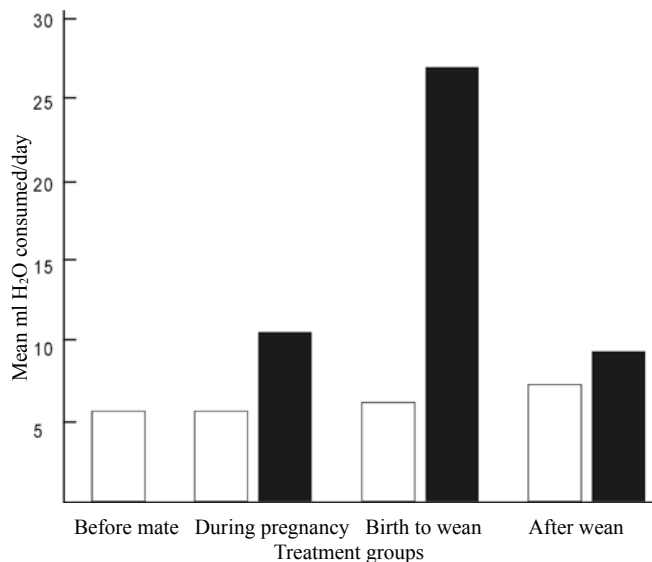 30
25
20
15
10
5
Mean ml H₂O consumed/day
Before mate During pregnancy Birth to wean After wean
Treatment groups